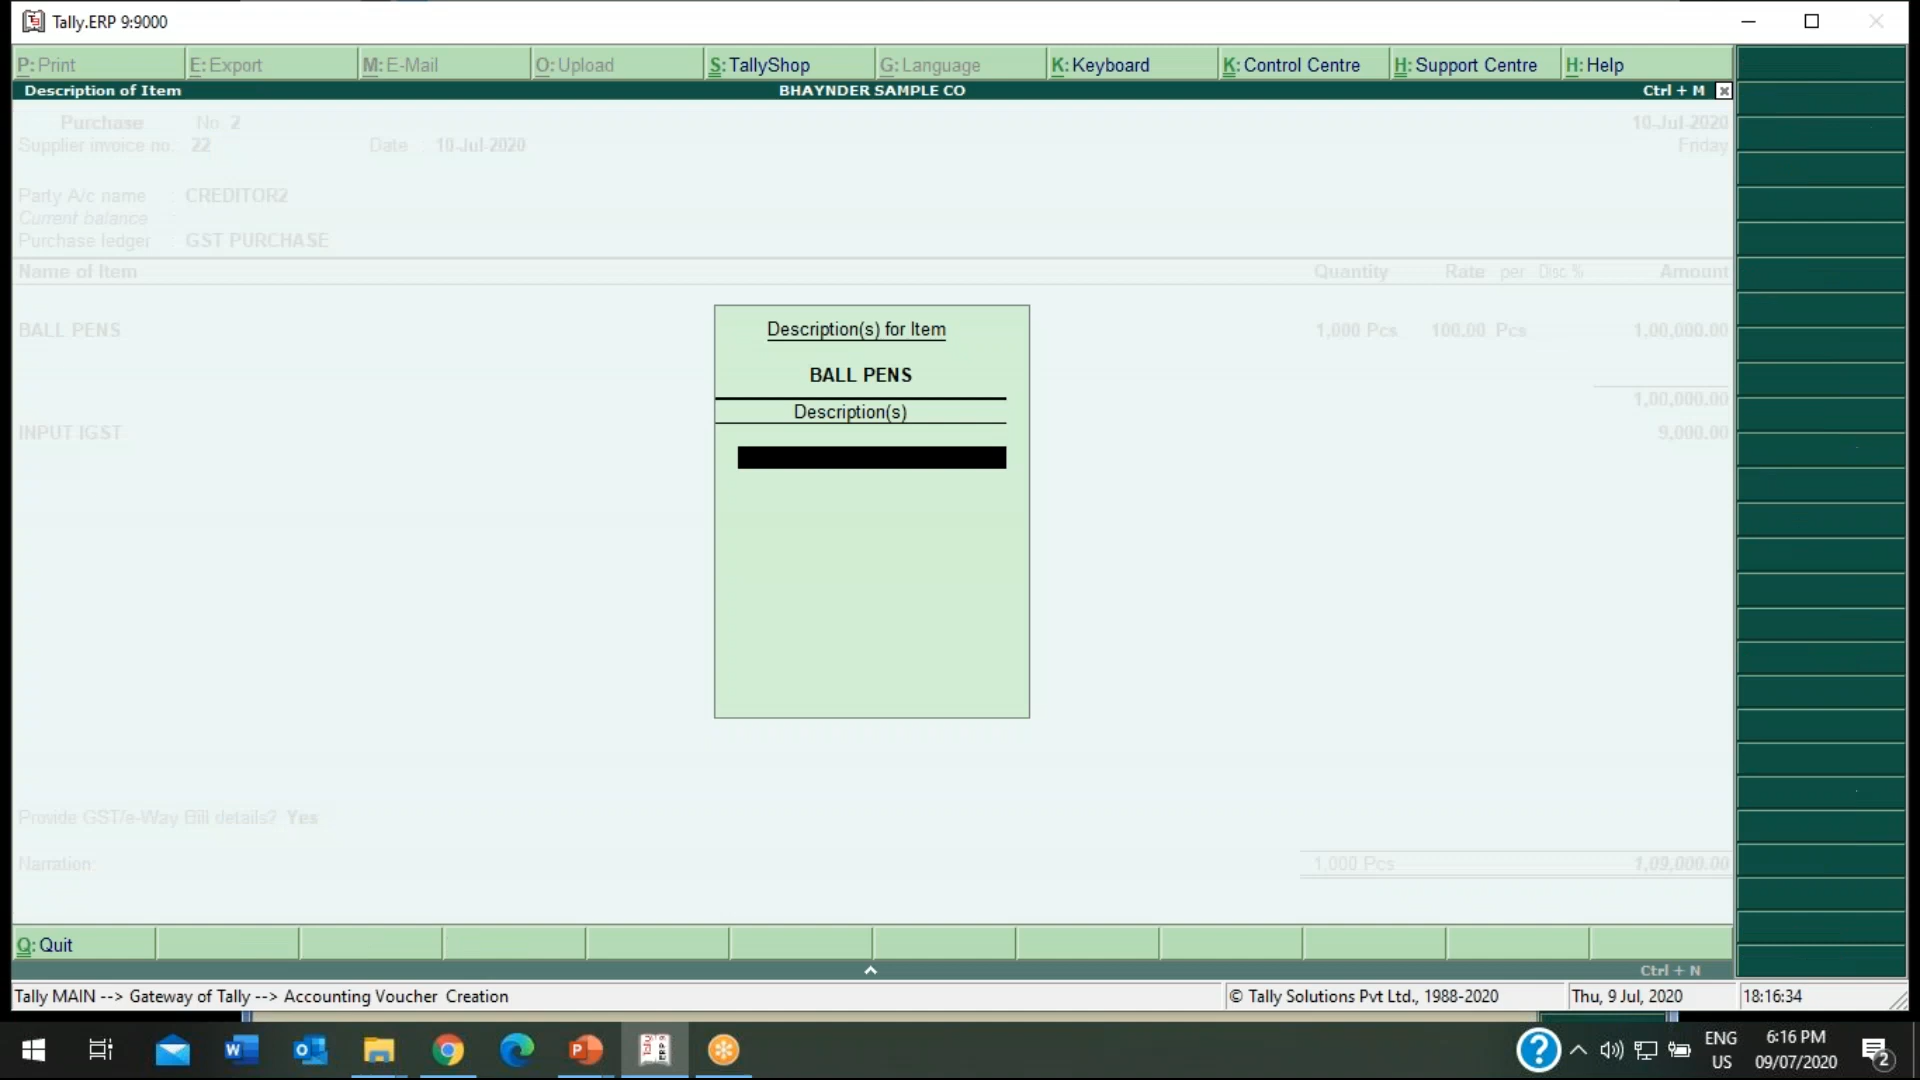 Tally.ERP 9:9000
P: Print E: Export M: E-Mail O: Upload S: TallyShop G: Language K: Keyboard K: Control Centre H: Support Centre H: Help
Description of Item BHAYNDER SAMPLE CO Ctrl + M
Purchase No. 2 10-Jul-2020
Supplier invoice no.: 22 Date : 10-Jul-2020 Friday
Party A/c name : CREDITOR2
Current balance :
Purchase ledger : GST PURCHASE
Name of Item Quantity Rate per Disc % Amount
Description(s) for Item
BALL PENS 1,000 Pcs 100.00 Pcs 1,00,000.00
BALL PENS
1,00,000.00
Description(s)
INPUT IGST 9,000.00
Provide GST/e-Way Bill details? Yes
Narration:
1,000 Pcs 1,09,000.00
Q: Quit
Ctrl + N
Tally MAIN --> Gateway of Tally --> Accounting Voucher Creation © Tally Solutions Pvt Ltd., 1988-2020 Thu, 9 Jul, 2020 18:16:34
ENG 6:16 PM
US 09/07/2020 2